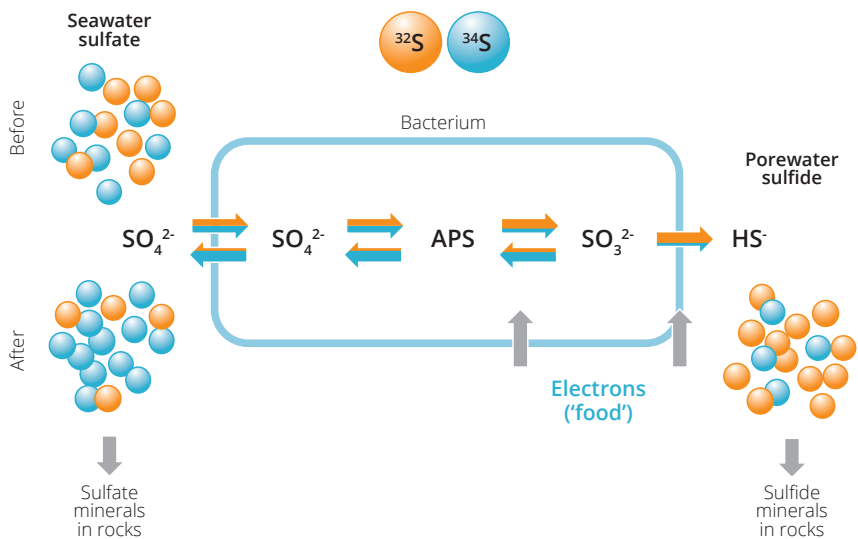 Seawater
sulfate
³²S
³⁴S
Before
Bacterium
Porewater
sulfide
SO₄²⁻
SO₄²⁻
APS
SO₃²⁻
HS⁻
After
Electrons
(‘food’)
Sulfate
minerals
in rocks
Sulfide
minerals
in rocks